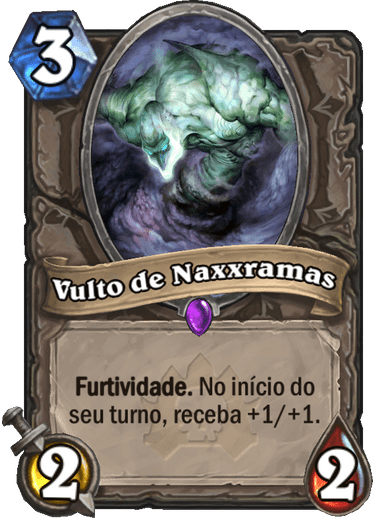 3
Vulto de Naxxramas
Furtividade. No início do
seu turno, receba +1/+1.
2
2